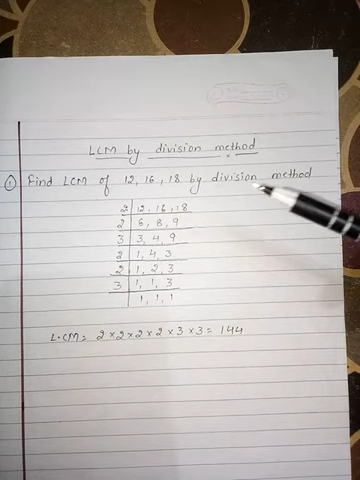 LCM by division method
① Find LCM of 12, 16, 18 by division method
2 | 12, 16, 18
2 | 6, 8, 9
3 | 3, 4, 9
2 | 1, 4, 3
2 | 1, 2, 3
3 | 1, 1, 3
| 1, 1, 1
L.CM = 2 × 2 × 2 × 2 × 3 × 3 = 144